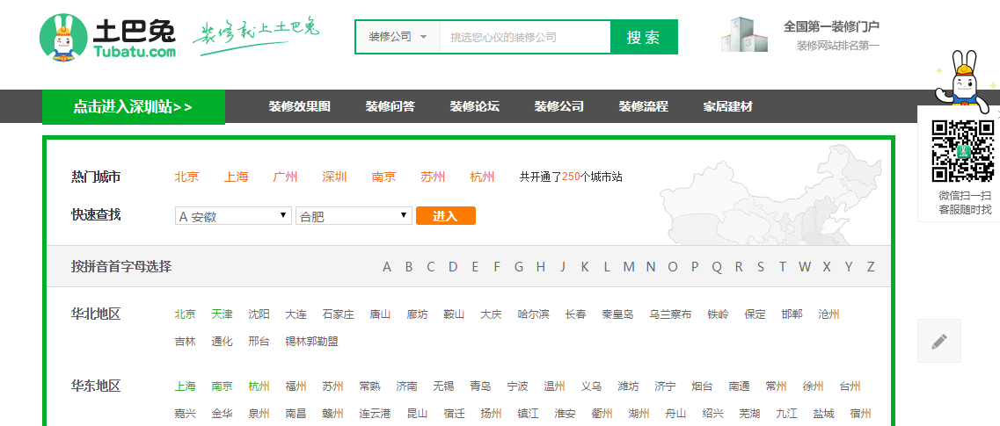 土巴兔
Tubatu.com
装修就上土巴兔
装修公司
挑选您心仪的装修公司
搜索
全国第一装修门户
装修网站排名第一
点击进入深圳站>>
装修效果图 装修问答 装修论坛 装修公司 装修流程 家居建材
微信扫一扫
客服随时找
热门城市 北京 上海 广州 深圳 南京 苏州 杭州 共开通了250个城市站
快速查找 A 安徽 合肥 进入
按拼音首字母选择 A B C D E F G H J K L M N O P Q R S T W X Y Z
华北地区 北京 天津 沈阳 大连 石家庄 唐山 廊坊 鞍山 大庆 哈尔滨 长春 秦皇岛 乌兰察布 铁岭 保定 邯郸 沧州
吉林 通化 邢台 锡林郭勒盟
华东地区 上海 南京 杭州 福州 苏州 常熟 济南 无锡 青岛 宁波 温州 义乌 潍坊 济宁 烟台 南通 常州 徐州 台州
嘉兴 金华 泉州 南昌 赣州 连云港 昆山 宿迁 扬州 镇江 淮安 衢州 湖州 舟山 绍兴 芜湖 九江 盐城 宿州